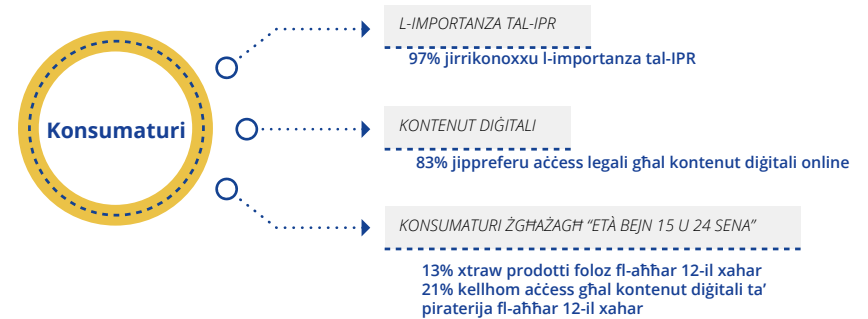 Konsumaturi
L-IMPORTANZA TAL-IPR
97% jirrikonoxxu l-importanza tal-IPR
KONTENUT DIĠITALI
83% jippreferu aċċess legali għal kontenut diġitali online
KONSUMATURI ŻGĦAŻAGĦ “ETÀ BEJN 15 U 24 SENA”
13% xtraw prodotti foloz fl-aħħar 12-il xahar
21% kellhom aċċess għal kontenut diġitali ta’
piraterija fl-aħħar 12-il xahar